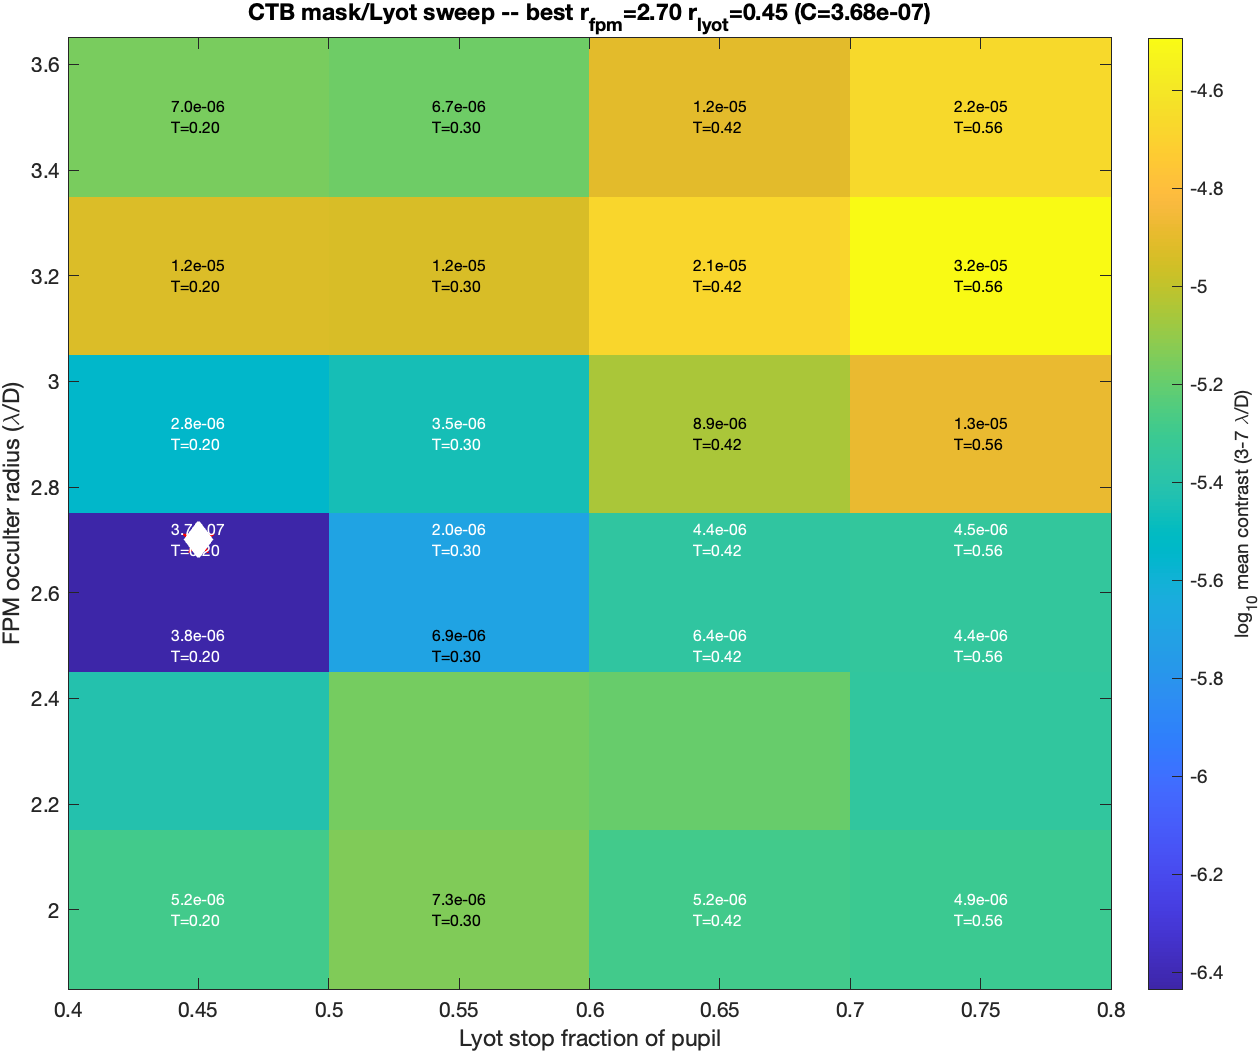 CTB mask/Lyot sweep -- best r_fpm=2.70 r_lyot=0.45 (C=3.68e-07)
FPM occulter radius (λ/D)
3.6
3.4
3.2
3
2.8
2.6
2.4
2.2
2
7.0e-06 6.7e-06 1.2e-05 2.2e-05
T=0.20 T=0.30 T=0.42 T=0.56
1.2e-05 1.2e-05 2.1e-05 3.2e-05
T=0.20 T=0.30 T=0.42 T=0.56
2.8e-06 3.5e-06 8.9e-06 1.3e-05
T=0.20 T=0.30 T=0.42 T=0.56
2.0e-06 4.4e-06 4.5e-06
T=0.30 T=0.42 T=0.56
3.8e-06 6.9e-06 6.4e-06 4.4e-06
T=0.20 T=0.30 T=0.42 T=0.56
5.2e-06 7.3e-06 5.2e-06 4.9e-06
T=0.20 T=0.30 T=0.42 T=0.56
0.4 0.45 0.5 0.55 0.6 0.65 0.7 0.75 0.8
Lyot stop fraction of pupil
-4.6
-4.8
-5
-5.2
-5.4
-5.6
-5.8
-6
-6.2
-6.4
log10 mean contrast (3-7 λ/D)